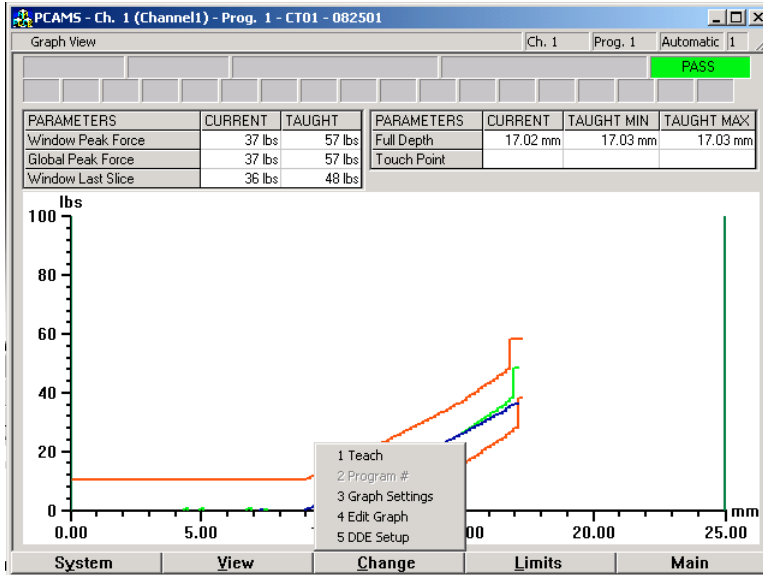 PCAMS - Ch. 1 (Channel1) - Prog. 1 - CT01 - 082501
Graph View Ch. 1 Prog. 1 Automatic 1
PASS
PARAMETERS CURRENT TAUGHT
Window Peak Force 37 lbs 57 lbs
Global Peak Force 37 lbs 57 lbs
Window Last Slice 36 lbs 48 lbs
PARAMETERS CURRENT TAUGHT MIN TAUGHT MAX
Full Depth 17.02 mm 17.03 mm 17.03 mm
Touch Point
lbs
100
80
60
40
20
0
mm
0.00 5.00 1 00 20.00 25.00
1 Teach
2 Program #
3 Graph Settings
4 Edit Graph
5 DDE Setup
System View Change Limits Main